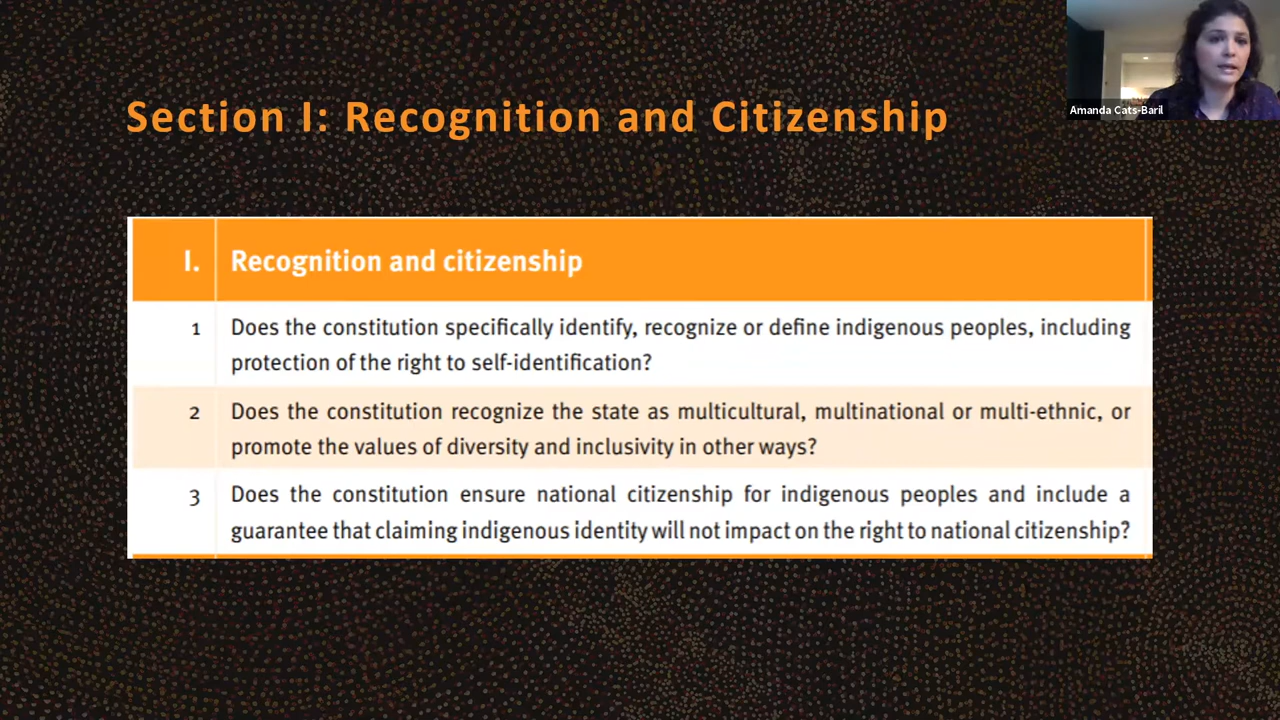 Section I: Recognition and Citizenship
Amanda Cats-Baril
I. Recognition and citizenship
1 Does the constitution specifically identify, recognize or define indigenous peoples, including
protection of the right to self-identification?
2 Does the constitution recognize the state as multicultural, multinational or multi-ethnic, or
promote the values of diversity and inclusivity in other ways?
3 Does the constitution ensure national citizenship for indigenous peoples and include a
guarantee that claiming indigenous identity will not impact on the right to national citizenship?